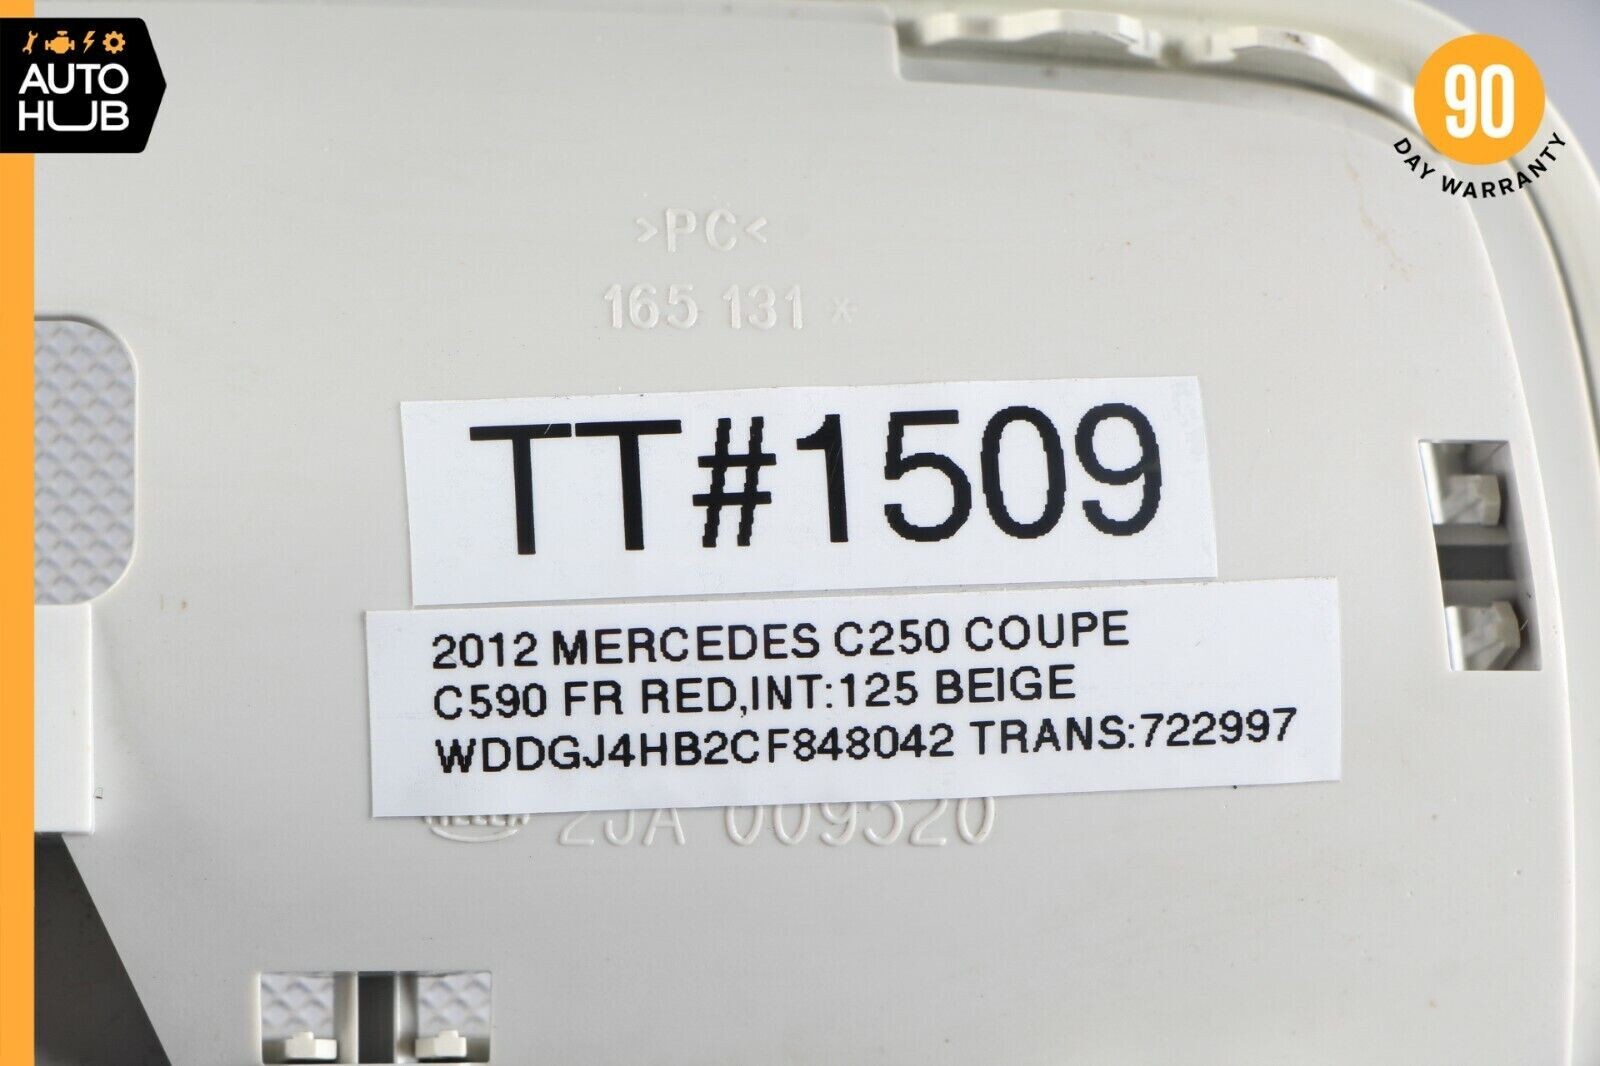 AUTO
HUB
90
DAY WARRANTY
>PC<
165 131 *
TT#1509
2012 MERCEDES C250 COUPE
C590 FR RED,INT:125 BEIGE
WDDGJ4HB2CF848042 TRANS:722997
HELLA 2JA 009520